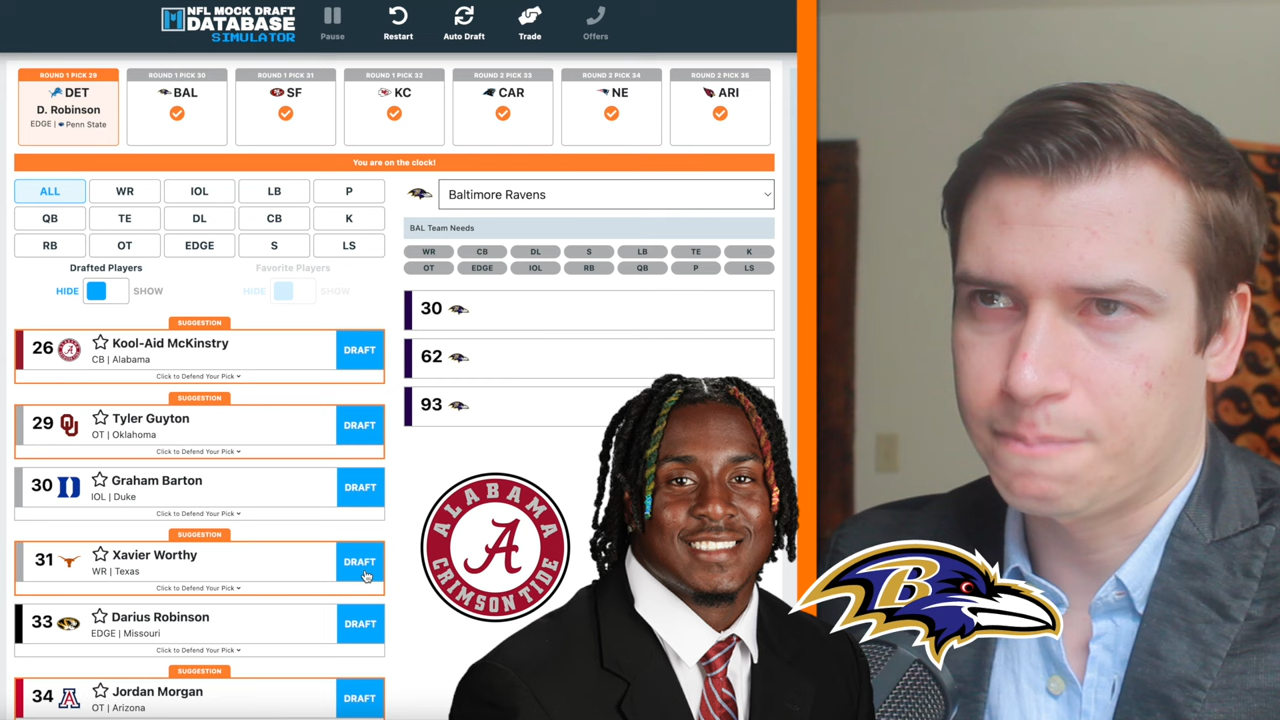 NFL MOCK DRAFT
DATABASE
SIMULATOR
Pause
Restart
Auto Draft
Trade
Offers
ROUND 1 PICK 29
DET
D. Robinson
EDGE | Penn State
ROUND 1 PICK 30
BAL
ROUND 1 PICK 31
SF
ROUND 1 PICK 32
KC
ROUND 2 PICK 33
CAR
ROUND 2 PICK 34
NE
ROUND 2 PICK 35
ARI
You are on the clock!
ALL
WR
IOL
LB
P
QB
TE
DL
CB
K
RB
OT
EDGE
S
LS
Drafted Players
HIDE
SHOW
Favorite Players
HIDE
SHOW
Baltimore Ravens
BAL Team Needs
WR
CB
DL
S
LB
TE
K
OT
EDGE
IOL
RB
QB
P
LS
30
62
93
SUGGESTION
26
Kool-Aid McKinstry
CB | Alabama
DRAFT
Click to Defend Your Pick
SUGGESTION
29
Tyler Guyton
OT | Oklahoma
DRAFT
Click to Defend Your Pick
30
Graham Barton
IOL | Duke
DRAFT
Click to Defend Your Pick
SUGGESTION
31
Xavier Worthy
WR | Texas
DRAFT
Click to Defend Your Pick
33
Darius Robinson
EDGE | Missouri
DRAFT
Click to Defend Your Pick
SUGGESTION
34
Jordan Morgan
OT | Arizona
DRAFT
ALABAMA
A
CRIMSON TIDE
B